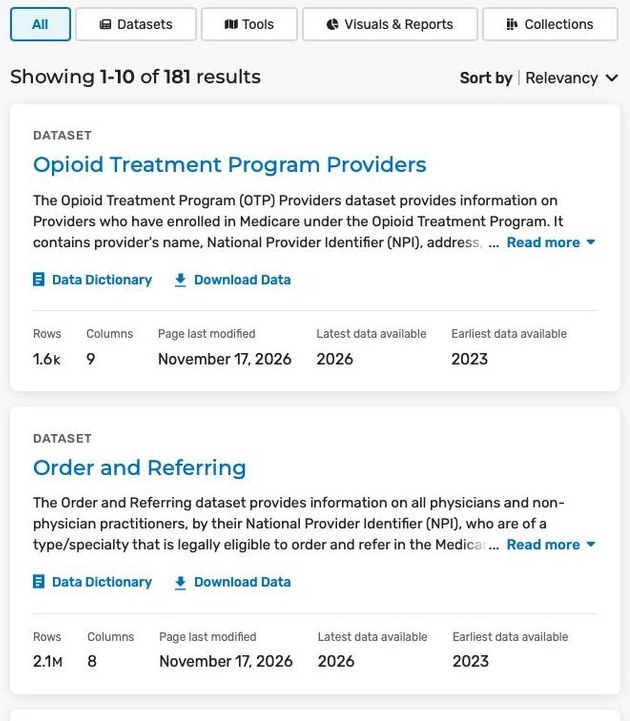 All Datasets Tools Visuals & Reports Collections
Showing 1-10 of 181 results Sort by | Relevancy
DATASET
Opioid Treatment Program Providers
The Opioid Treatment Program (OTP) Providers dataset provides information on
Providers who have enrolled in Medicare under the Opioid Treatment Program. It
contains provider's name, National Provider Identifier (NPI), address, ... Read more
Data Dictionary Download Data
Rows Columns Page last modified Latest data available Earliest data available
1.6K 9 November 17, 2026 2026 2023
DATASET
Order and Referring
The Order and Referring dataset provides information on all physicians and non-
physician practitioners, by their National Provider Identifier (NPI), who are of a
type/specialty that is legally eligible to order and refer in the Medicar... Read more
Data Dictionary Download Data
Rows Columns Page last modified Latest data available Earliest data available
2.1M 8 November 17, 2026 2026 2023